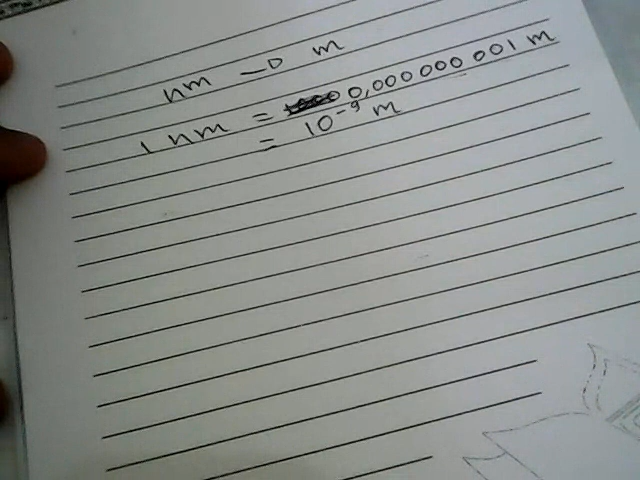 nm → m
1 nm = 0,000 000 001 m
= 10⁻⁹ m